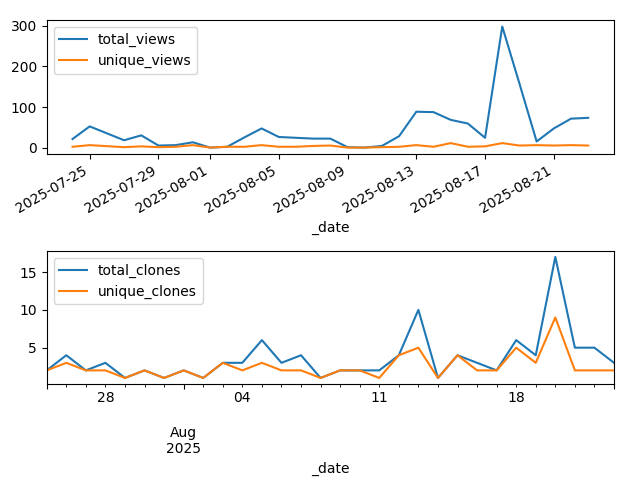 300
200
100
0
total_views
unique_views
2025-07-25
2025-07-29
2025-08-01
2025-08-05
2025-08-09
2025-08-13
2025-08-17
2025-08-21
_date
15
10
5
total_clones
unique_clones
28
04
11
18
Aug
2025
_date